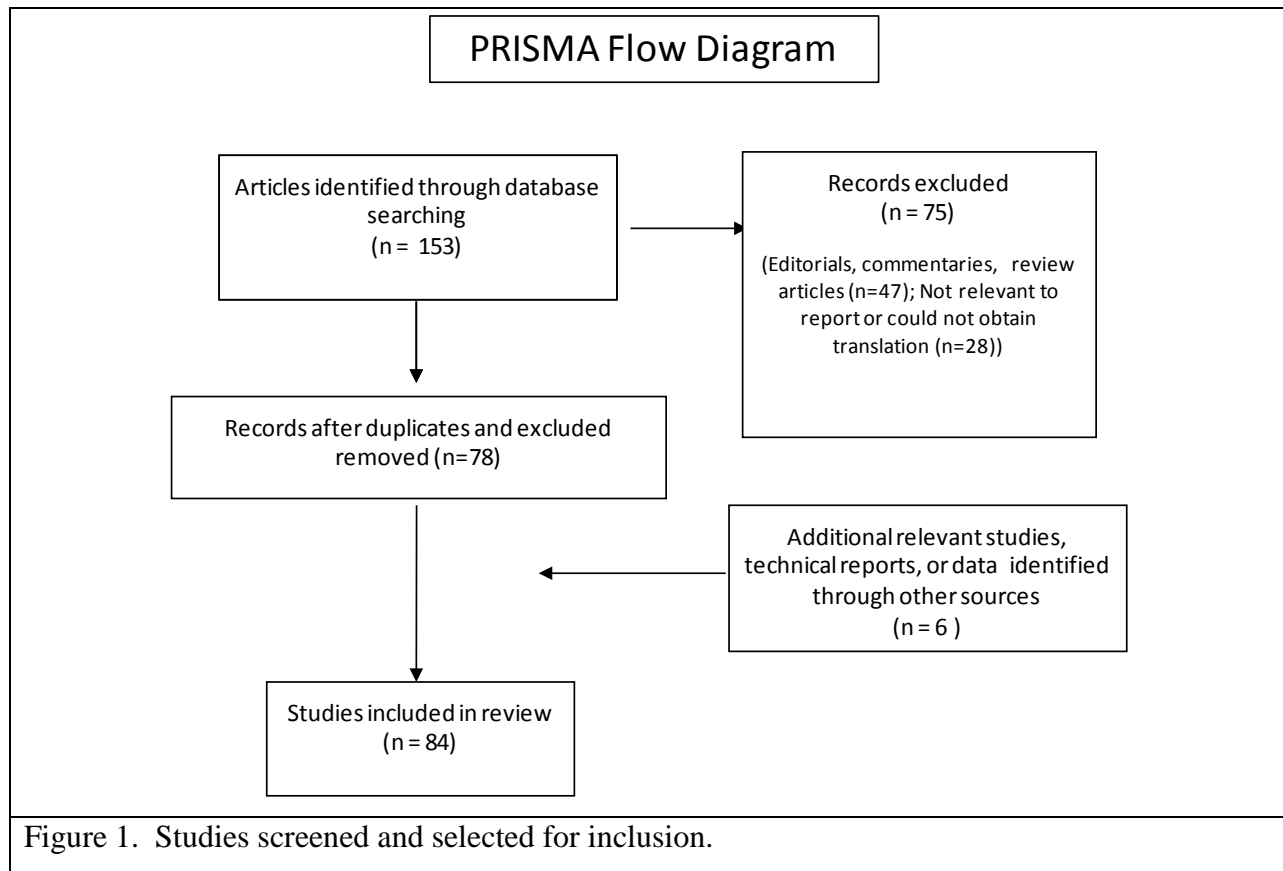 PRISMA Flow Diagram
Articles identified through database
searching
(n = 153)
Records excluded
(n = 75)
(Editorials, commentaries, review
articles (n=47); Not relevant to
report or could not obtain
translation (n=28))
Records after duplicates and excluded
removed (n=78)
Additional relevant studies,
technical reports, or data identified
through other sources
(n = 6 )
Studies included in review
(n = 84)
Figure 1. Studies screened and selected for inclusion.